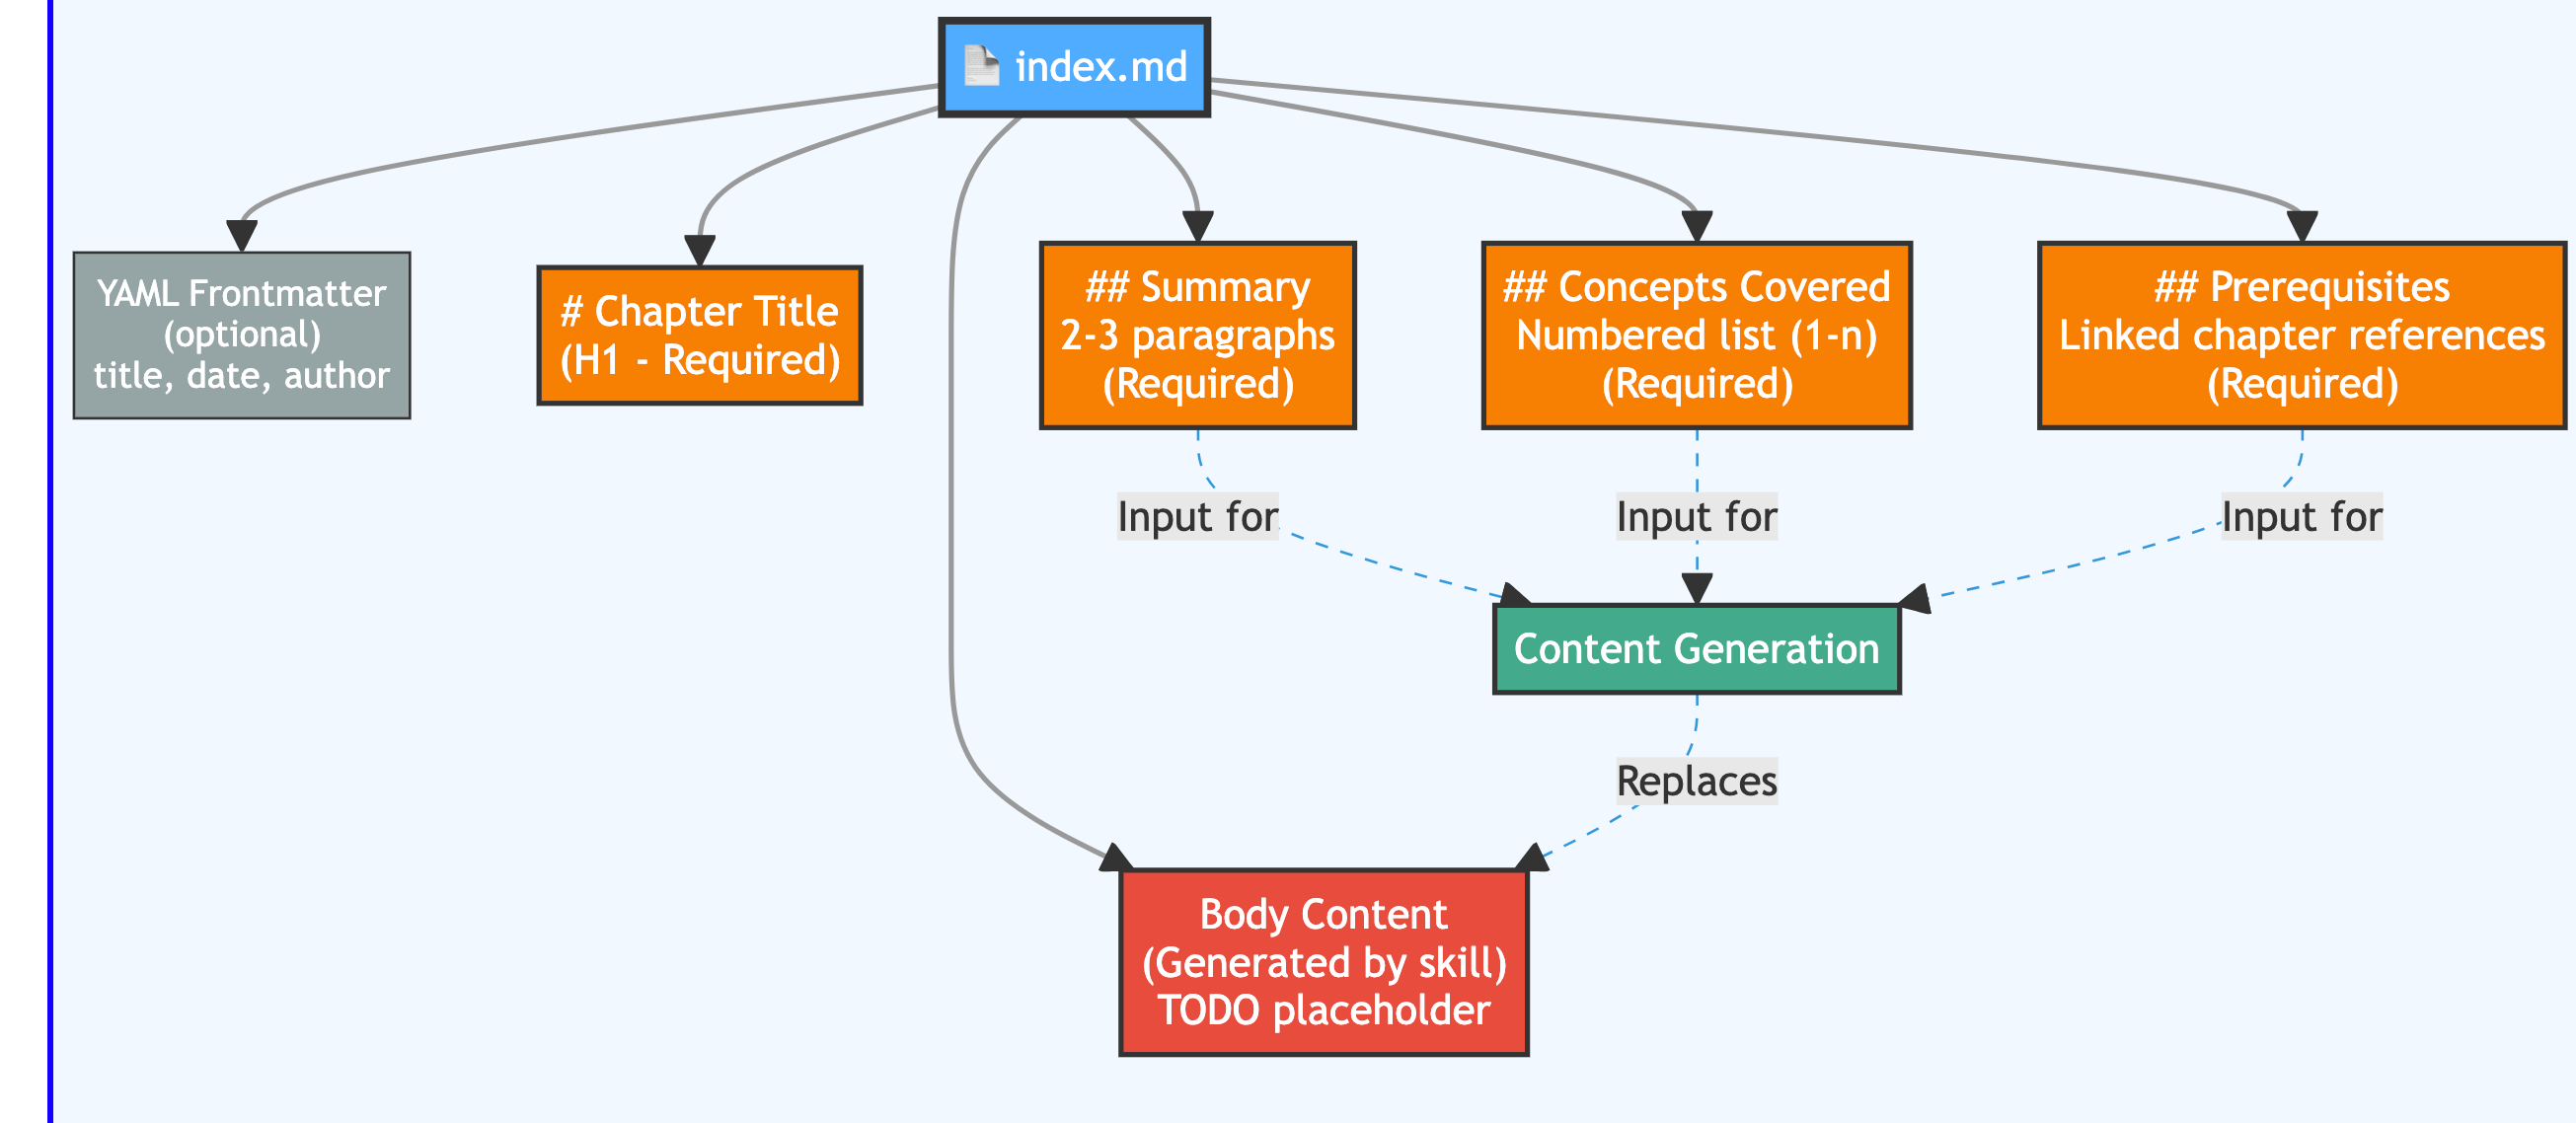 index.md
YAML Frontmatter
(optional)
title, date, author
# Chapter Title
(H1 - Required)
## Summary
2-3 paragraphs
(Required)
## Concepts Covered
Numbered list (1-n)
(Required)
## Prerequisites
Linked chapter references
(Required)
Input for
Input for
Input for
Content Generation
Replaces
Body Content
(Generated by skill)
TODO placeholder